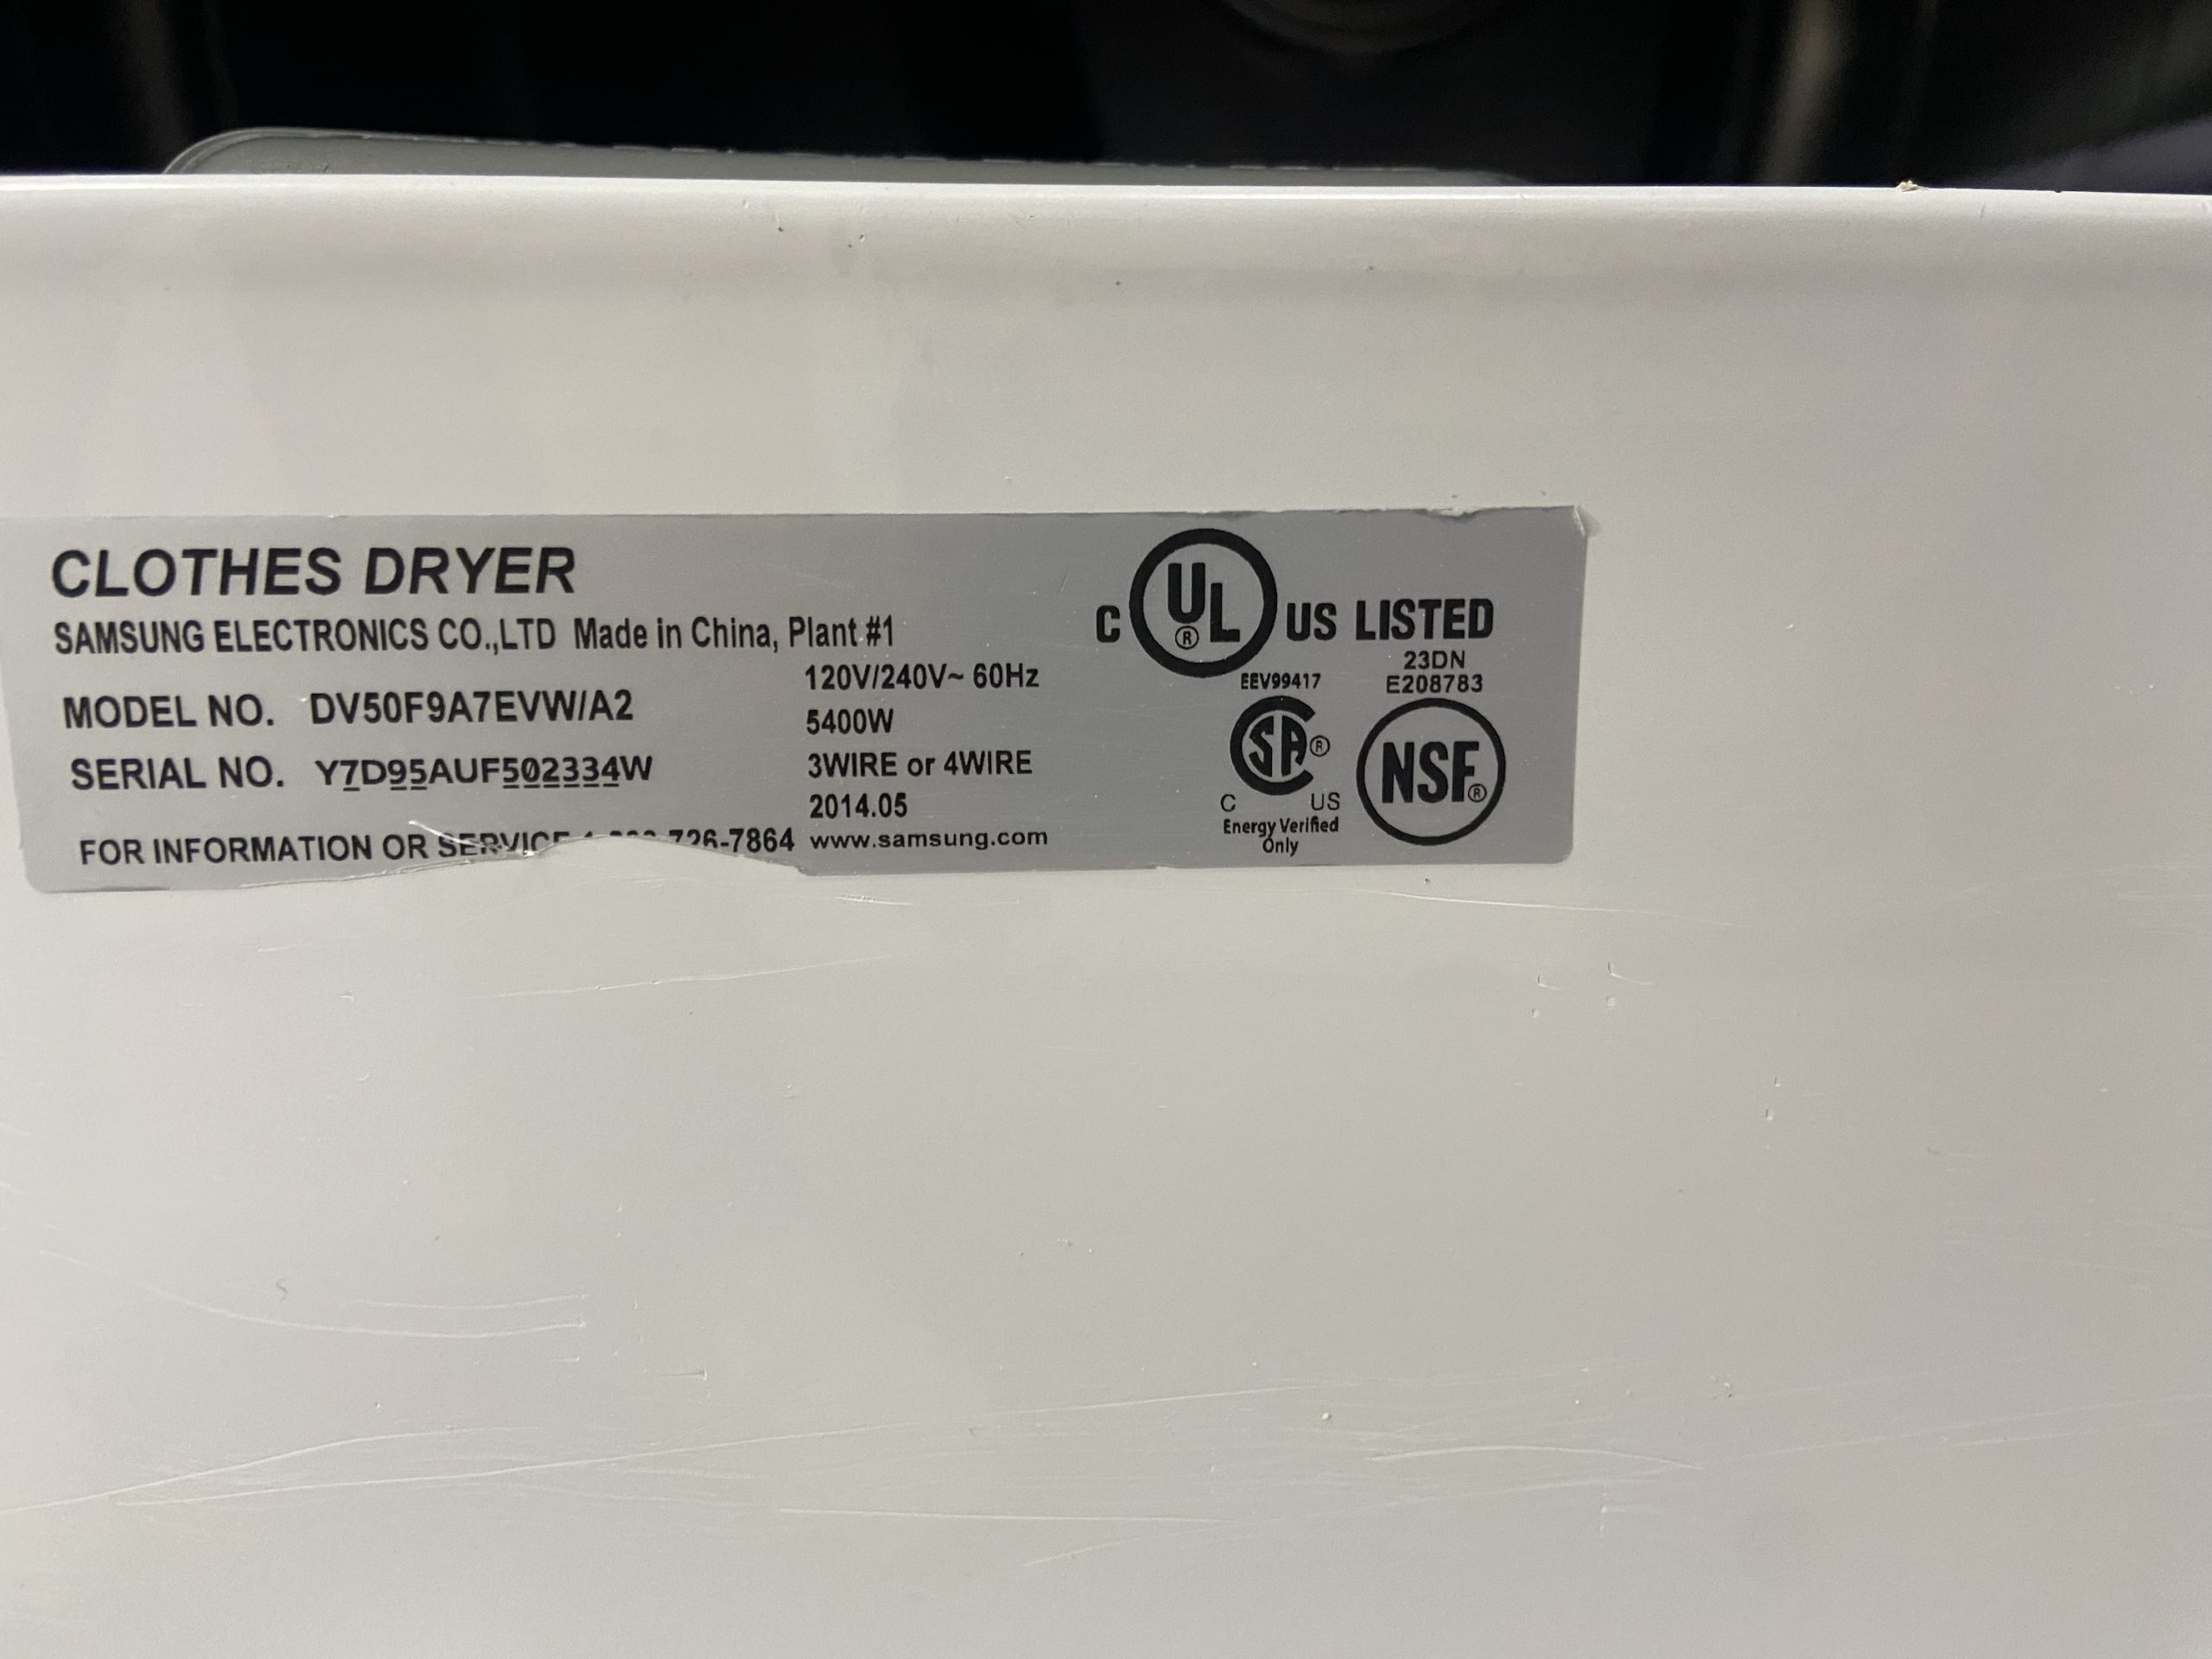 CLOTHES DRYER
SAMSUNG ELECTRONICS CO.,LTD Made in China, Plant #1
MODEL NO. DV50F9A7EVW/A2
SERIAL NO. Y7D95AUF502334W
FOR INFORMATION OR SERVICE 726-7864 www.samsung.com
120V/240V~ 60Hz
5400W
3WIRE or 4WIRE
2014.05
C UL® US LISTED
23DN
E208783
EEV99417
SA®
C US
Energy Verified
Only
NSF®